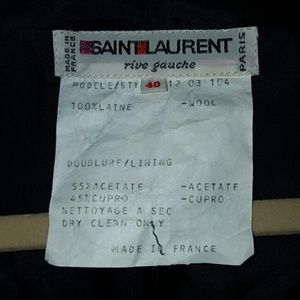 MADE IN FRANCE
SAINT LAURENT
rive gauche
PARIS
MODELE/STY 40 12 03 104
100%LAINE -WOOL
DOUBLURE/LINING
55%ACETATE -ACETATE
45%CUPRO -CUPRO
NETTOYAGE A SEC
DRY CLEAN ONLY
MADE IN FRANCE